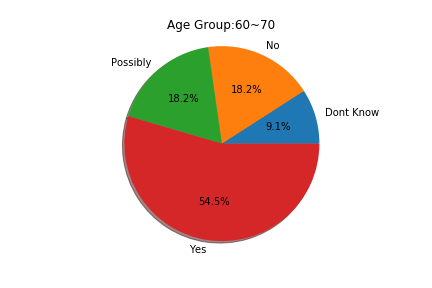 Age Group:60~70
No
Possibly
18.2%
18.2%
Dont Know
9.1%
54.5%
Yes